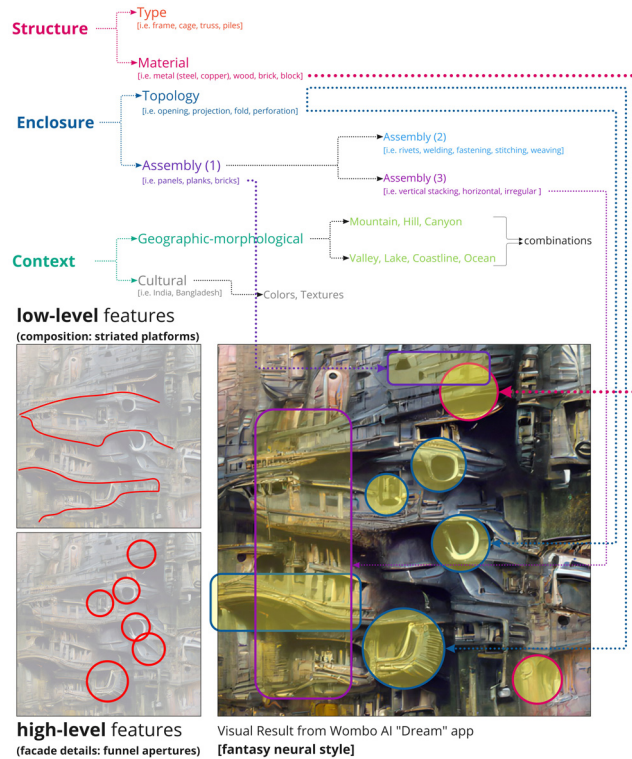 Structure
Type
[i.e. frame, cage, truss, piles]
Material
[i.e. metal (steel, copper), wood, brick, block]
Enclosure
Topology
[i.e. opening, projection, fold, perforation]
Assembly (1)
[i.e. panels, planks, bricks]
Assembly (2)
[i.e. rivets, welding, fastening, stitching, weaving]
Assembly (3)
[i.e. vertical stacking, horizontal, irregular ]
Context
Geographic-morphological
Mountain, Hill, Canyon
Valley, Lake, Coastline, Ocean
combinations
Cultural
[i.e. India, Bangladesh]
Colors, Textures
low-level features
(composition: striated platforms)
high-level features
(facade details: funnel apertures)
Visual Result from Wombo AI "Dream" app
[fantasy neural style]